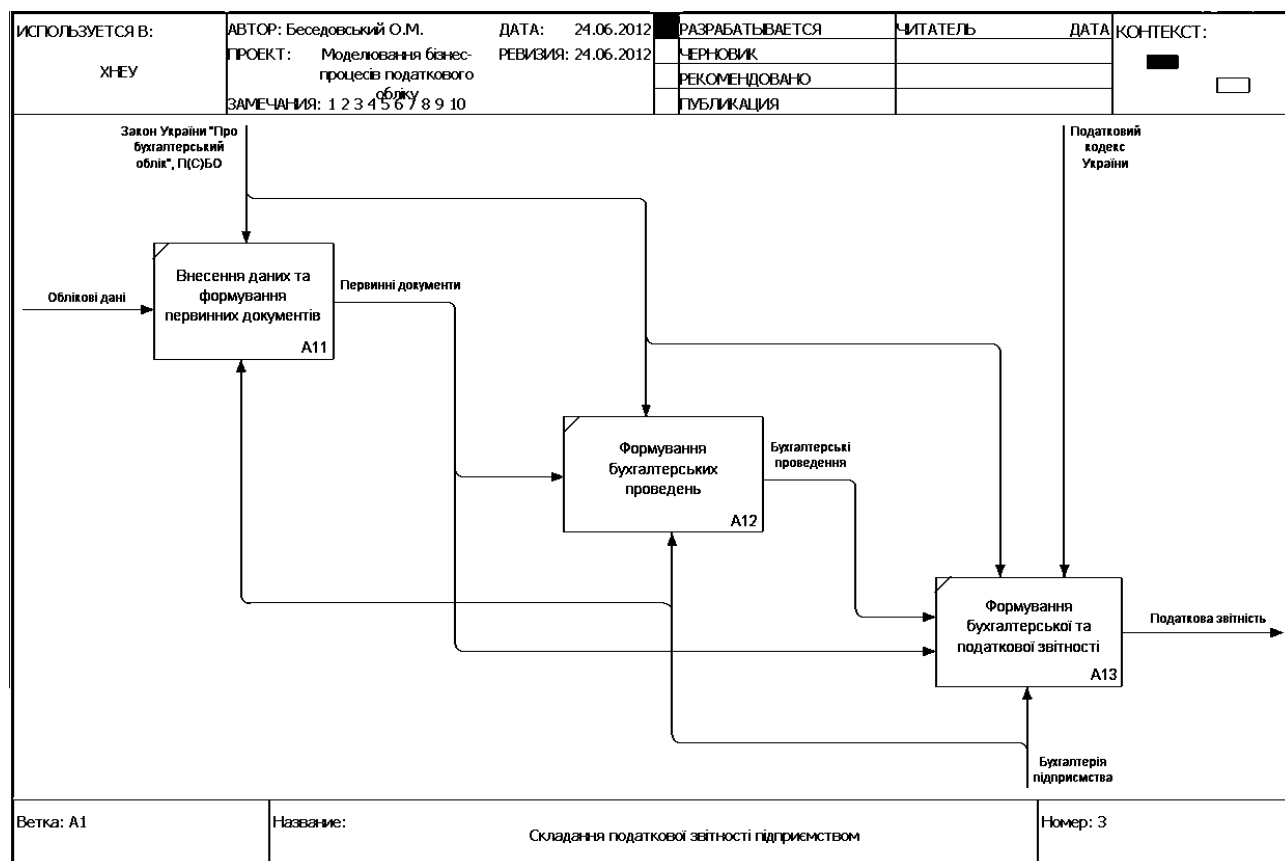 ИСПОЛЬЗУЕТСЯ В:
ХНЕУ
АВТОР: Беседовський О.М.
ДАТА: 24.06.2012
ПРОЕКТ: Моделювання бізнес-
процесів податкового
обліку
РЕВИЗИЯ: 24.06.2012
ЗАМЕЧАНИЯ: 1 2 3 4 5 6 7 8 9 10
РАЗРАБАТЫВАЕТСЯ
ЧЕРНОВИК
РЕКОМЕНДОВАНО
ПУБЛИКАЦИЯ
ЧИТАТЕЛЬ ДАТА
КОНТЕКСТ:
Закон України "Про
бухгалтерський
облік", П(С)БО
Податковий
кодекс
України
Облікові дані
Внесення даних та
формування
первинних документів
A11
Первинні документи
Формування
бухгалтерських
проведень
A12
Бухгалтерські
проведення
Формування
бухгалтерської та
податкової звітності
A13
Податкова звітність
Бухгалтерія
підприємства
Ветка: A1
Название:
Складання податкової звітності підприємством
Номер: 3